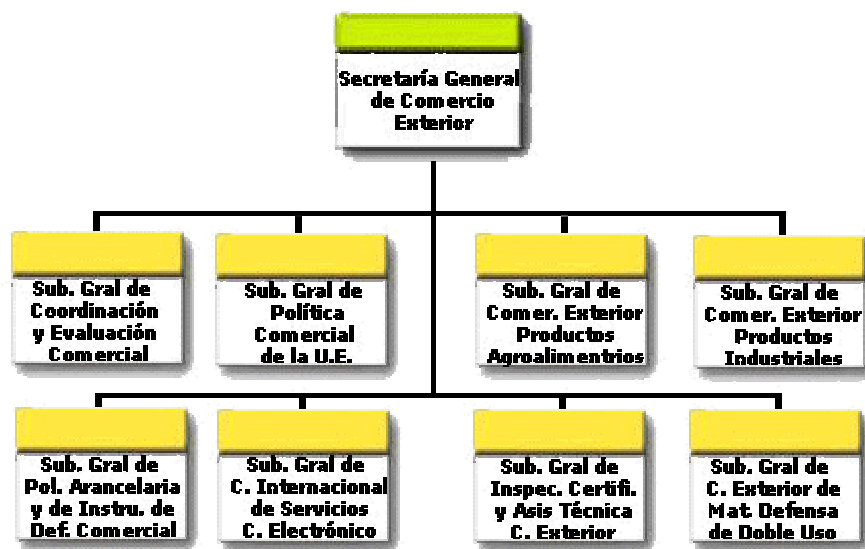 Secretaría General
de Comercio
Exterior
Sub. Gral de
Coordinación
y Evaluación
Comercial
Sub. Gral de
Política
Comercial
de la U.E.
Sub. Gral de
Comer. Exterior
Productos
Agroalimentrios
Sub. Gral de
Comer. Exterior
Productos
Industriales
Sub. Gral de
Pol. Arancelaria
y de Instru. de
Def. Comercial
Sub. Gral de
C. Internacional
de Servicios
C. Electrónico
Sub. Gral de
Inspec. Certifi.
y Asis Técnica
C. Exterior
Sub. Gral de
C. Exterior de
Mat. Defensa
de Doble Uso